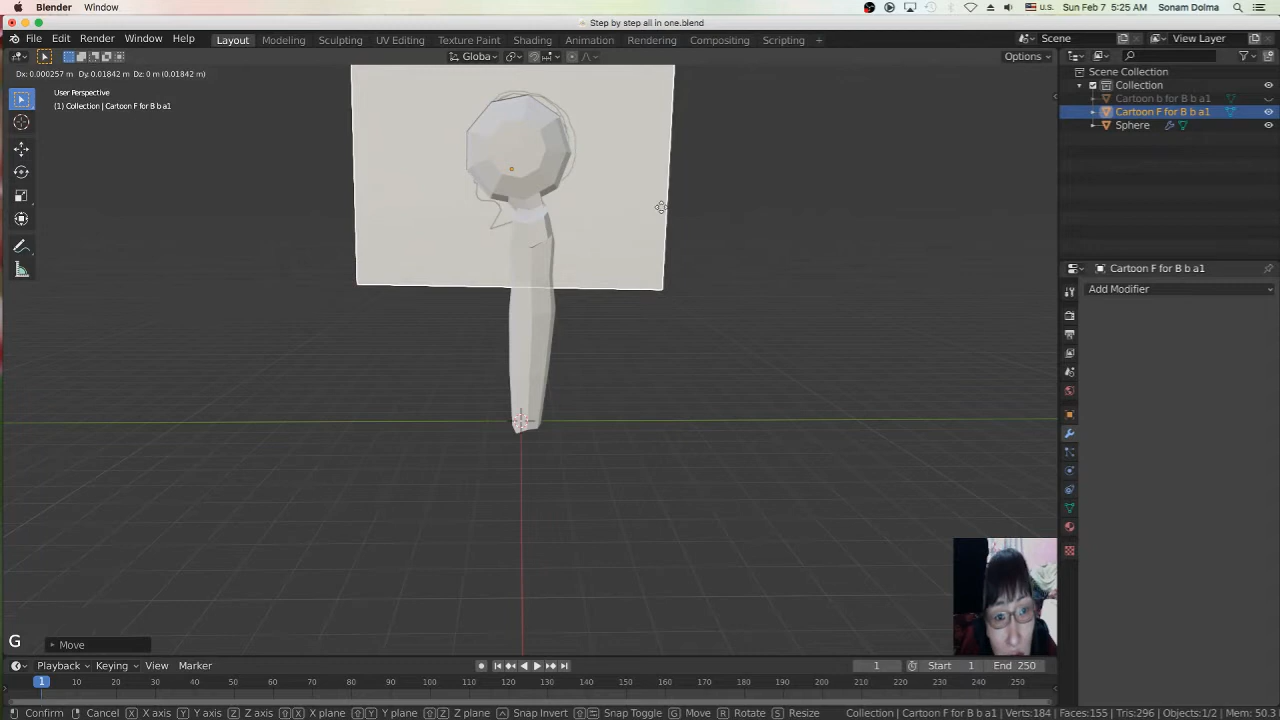 Blender Window
U.S. Sun Feb 7 5:25 AM Sonam Dolma
Step by step all in one.blend
File Edit Render Window Help
Layout Modeling Sculpting UV Editing Texture Paint Shading Animation Rendering Compositing Scripting +
Scene View Layer
Globa Options
Dx: 0.000257 m Dy: 0.01842 m Dz: 0 m (0.01842 m)
User Perspective
(1) Collection | Cartoon F for B b a1
Scene Collection
Collection
Cartoon b for B b a1
Cartoon F for B b a1
Sphere
Cartoon F for B b a1
Add Modifier
G
Move
Playback Keying View Marker
1 Start 1 End 250
1 10 20 30 40 50 60 70 80 90 100 110 120 130 140 150 160 170 180 190 200 210 220 230 240 250
Confirm Cancel X X axis Y Y axis Z Z axis X X plane Y Y plane Z Z plane Snap Invert Snap Toggle G Move R Rotate S Resize Collection | Cartoon F for B b a1 | Verts:184 | Faces:155 | Tris:296 | Objects:1/2 | Mem: 50.3